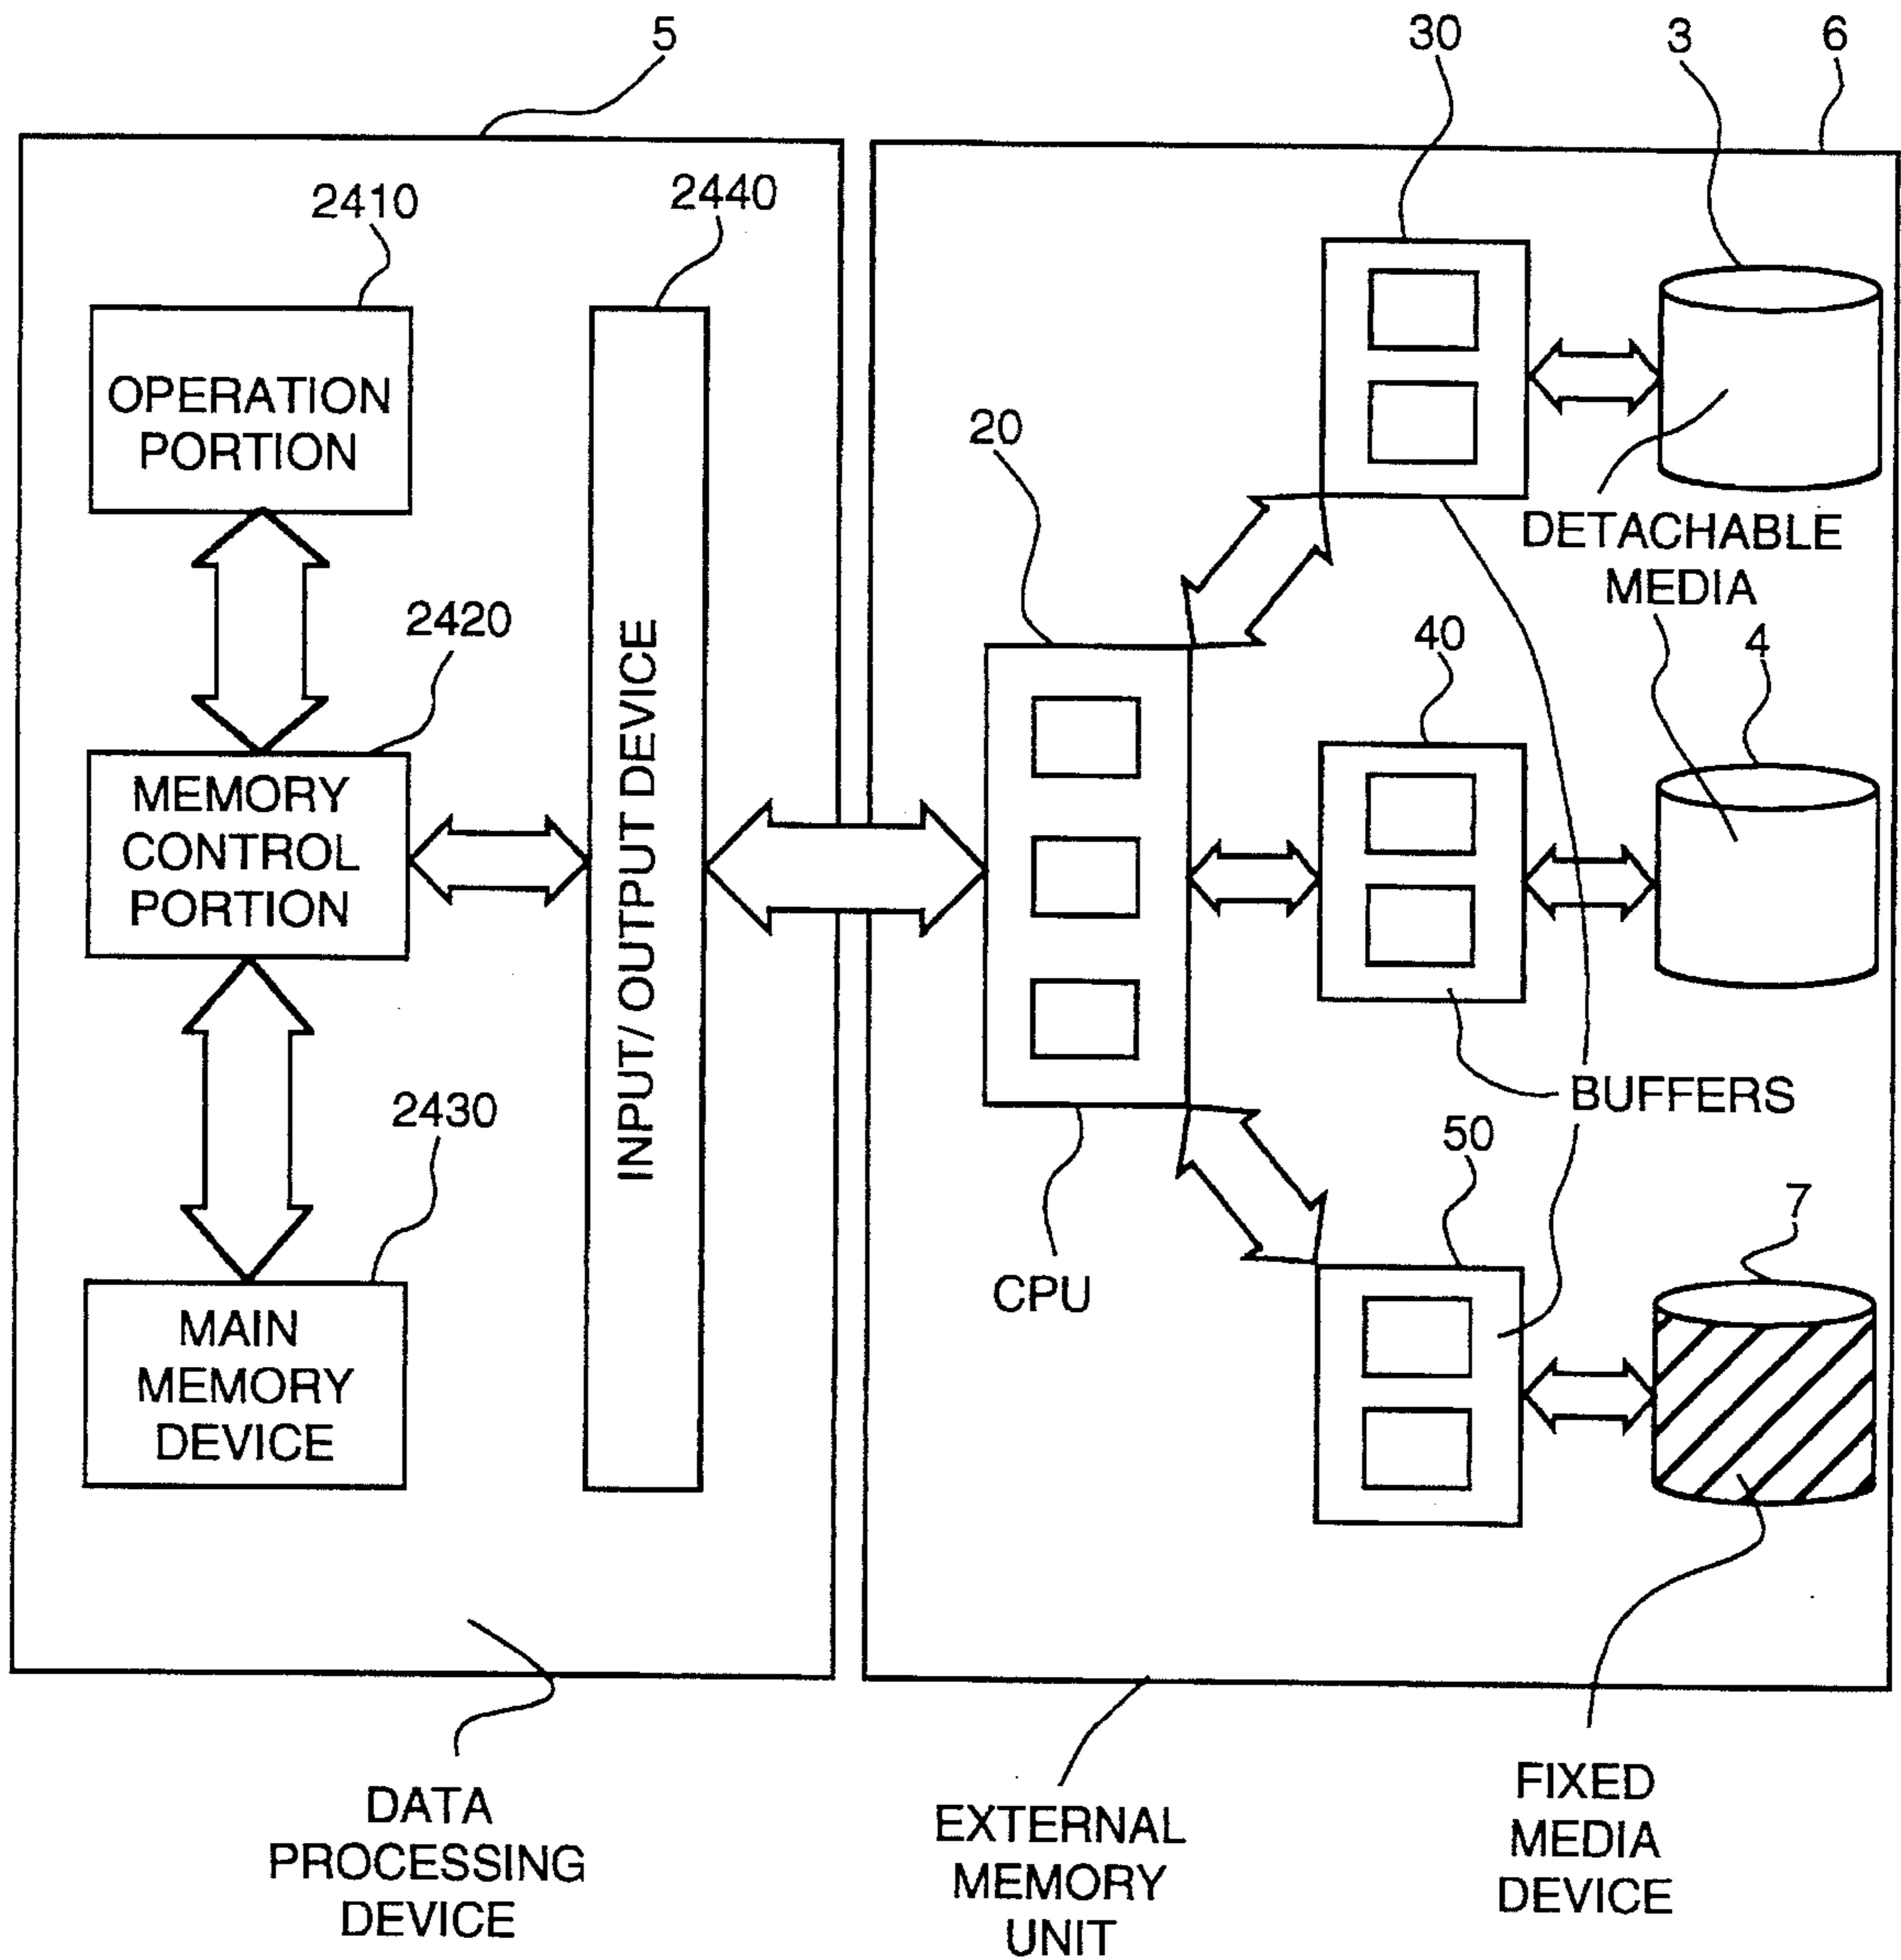 5
30
3
6
2410
2440
OPERATION
PORTION
20
DETACHABLE
MEDIA
2420
40
4
MEMORY
CONTROL
PORTION
INPUT/OUTPUT DEVICE
BUFFERS
2430
50
7
CPU
MAIN
MEMORY
DEVICE
DATA
PROCESSING
DEVICE
EXTERNAL
MEMORY
UNIT
FIXED
MEDIA
DEVICE